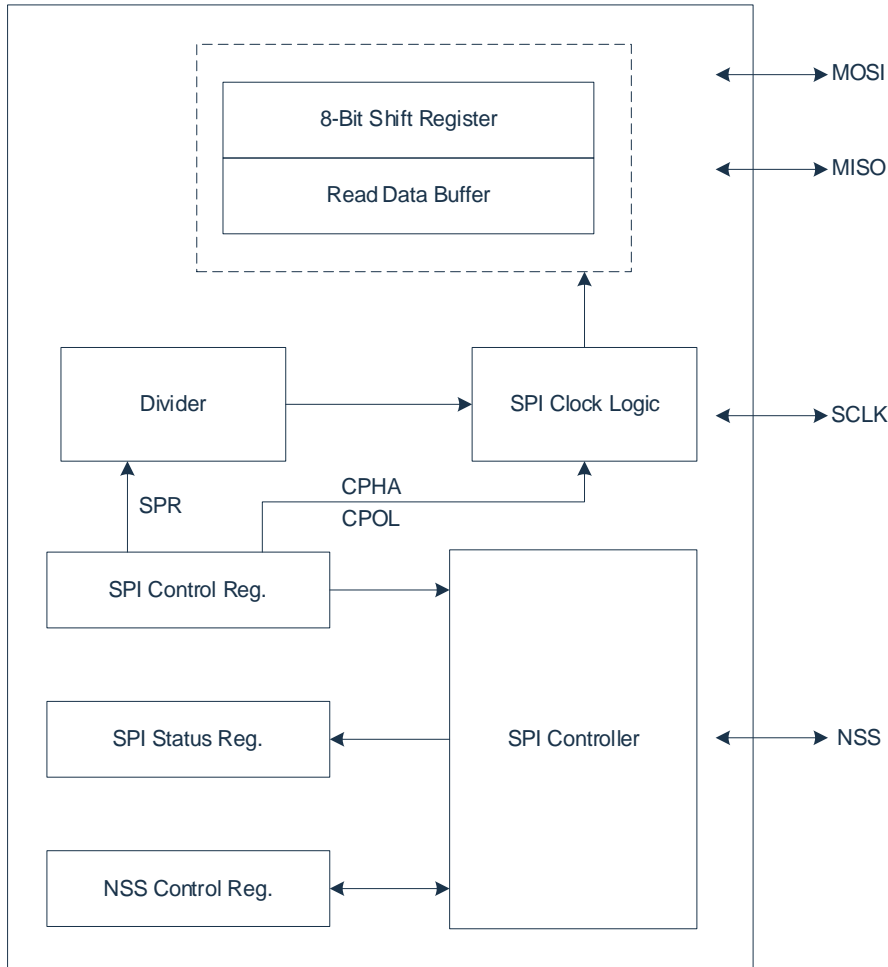 MOSI
8-Bit Shift Register
MISO
Read Data Buffer
Divider
SPI Clock Logic
SCLK
CPHA
SPR
CPOL
SPI Control Reg.
SPI Status Reg.
SPI Controller
NSS
NSS Control Reg.